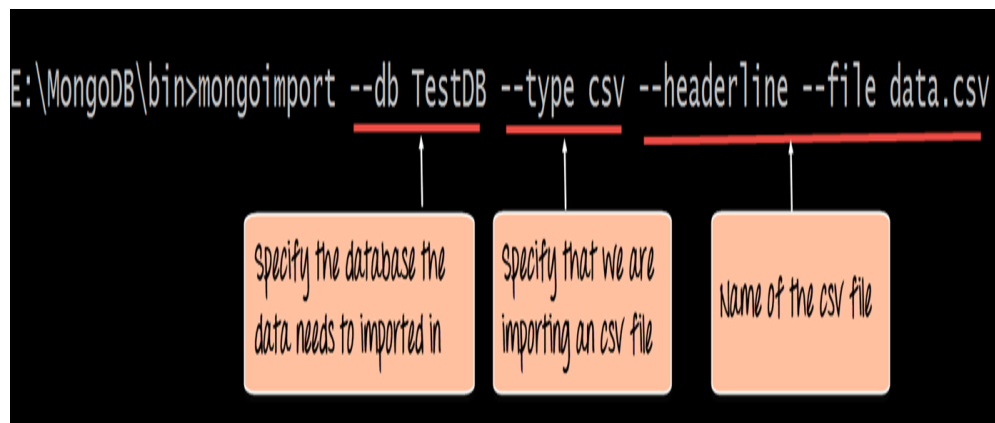 E:\MongoDB\bin>mongoimport --db TestDB --type csv --headerline --file data.csv
Specify the database the
data needs to imported in
Specify that we are
importing an csv file
Name of the csv file